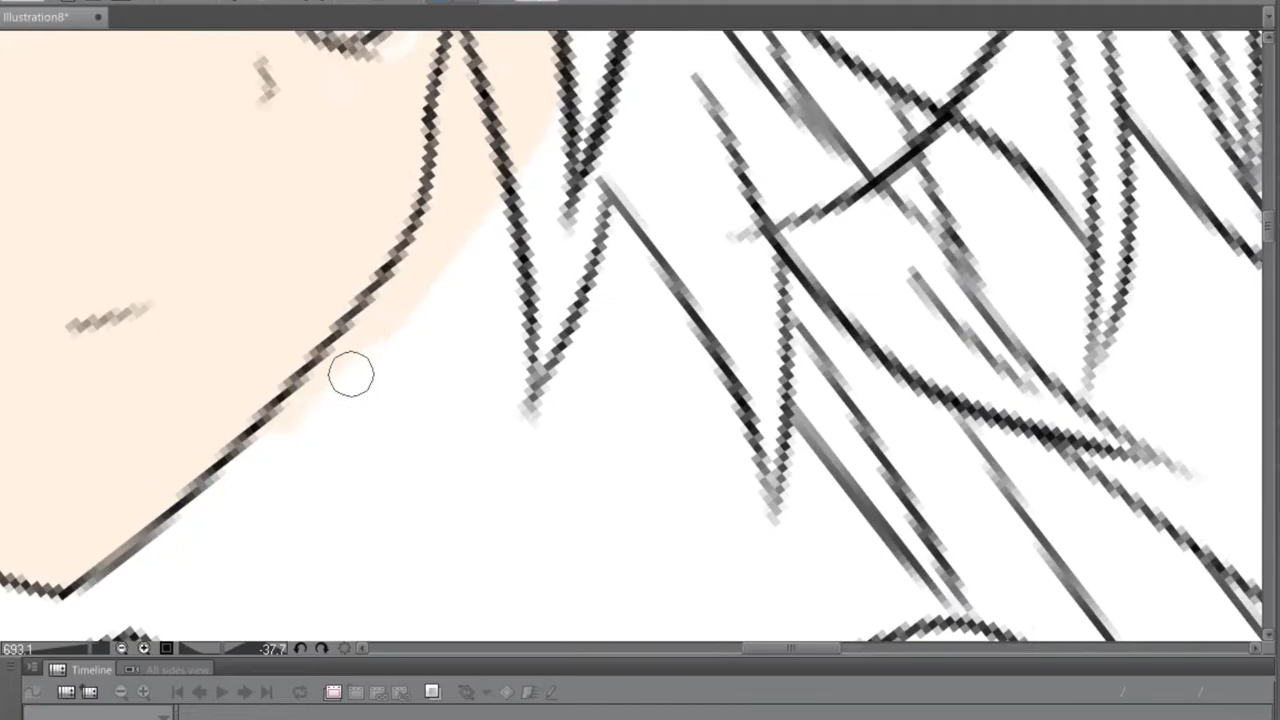 Illustration8*
693.1
-37.7
Timeline
All sides view